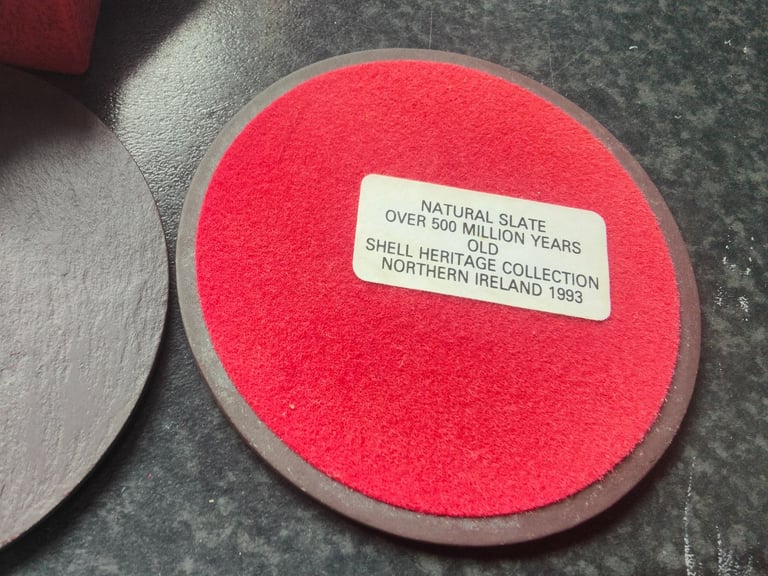 NATURAL SLATE
OVER 500 MILLION YEARS
OLD
SHELL HERITAGE COLLECTION
NORTHERN IRELAND 1993